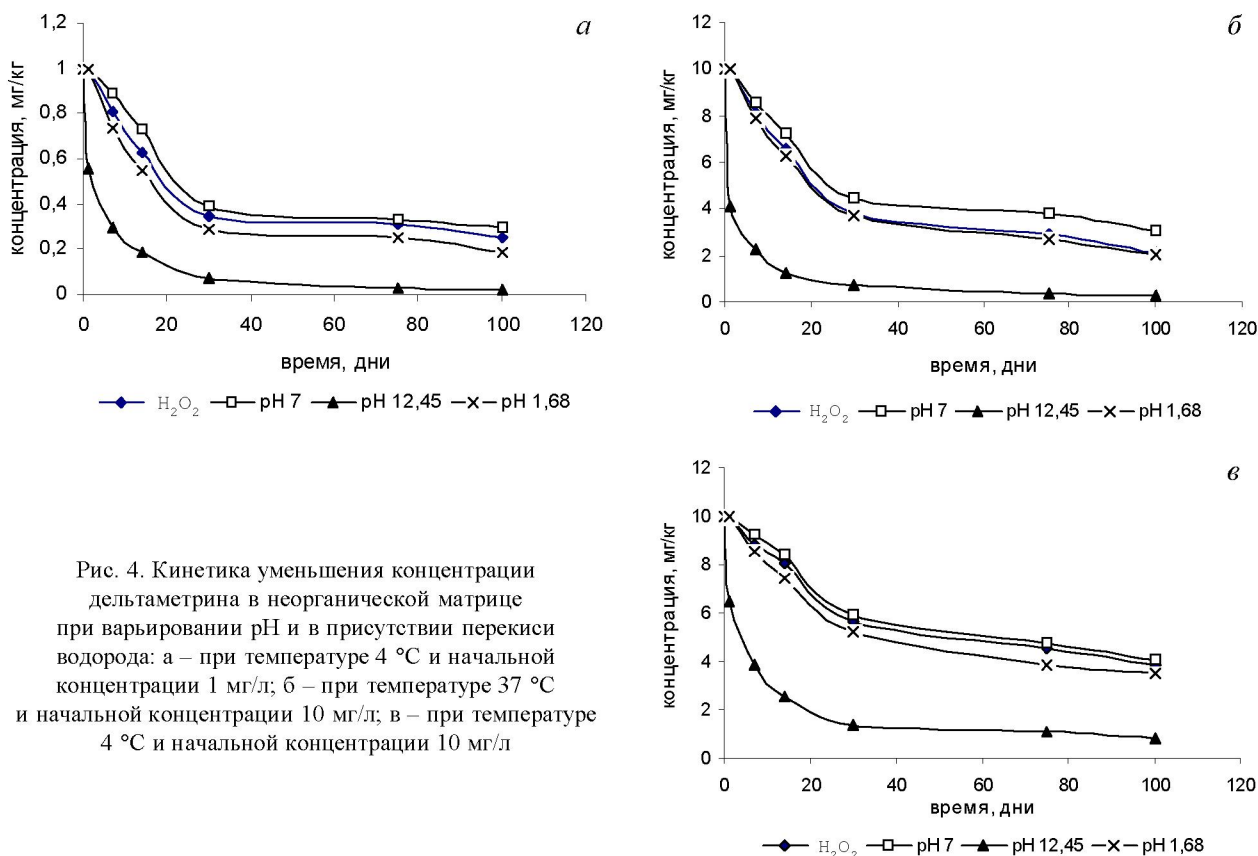 а
1,2
1
0,8
0,6
0,4
0,2
0
концентрация, мг/кг
0 20 40 60 80 100 120
время, дни
H₂O₂ pH 7 pH 12,45 pH 1,68
б
12
10
8
6
4
2
0
концентрация, мг/кг
0 20 40 60 80 100 120
время, дни
H₂O₂ pH 7 pH 12,45 pH 1,68
в
12
10
8
6
4
2
0
концентрация, мг/кг
0 20 40 60 80 100 120
время, дни
H₂O₂ pH 7 pH 12,45 pH 1,68
Рис. 4. Кинетика уменьшения концентрации
дельтаметрина в неорганической матрице
при варьировании pH и в присутствии перекиси
водорода: а – при температуре 4 °С и начальной
концентрации 1 мг/л; б – при температуре 37 °С
и начальной концентрации 10 мг/л; в – при температуре
4 °С и начальной концентрации 10 мг/л